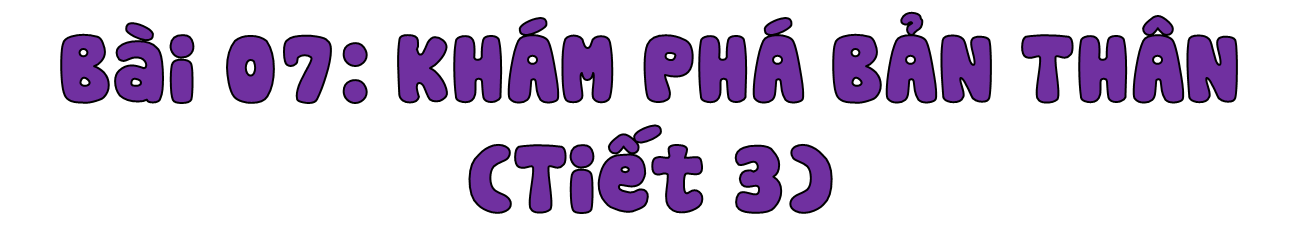 Bài 07: KHÁM PHÁ BẢN THÂN
(Tiết 3)